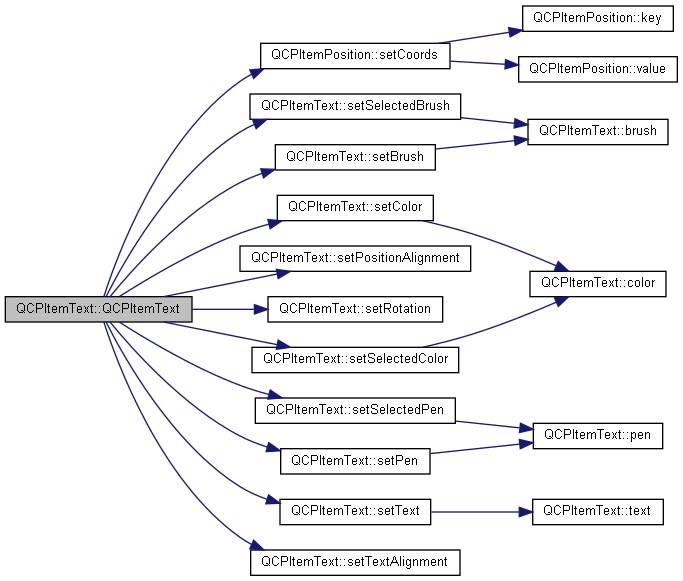 QCPItemPosition::key
QCPItemPosition::setCoords
QCPItemPosition::value
QCPItemText::setSelectedBrush
QCPItemText::brush
QCPItemText::setBrush
QCPItemText::setColor
QCPItemText::setPositionAlignment
QCPItemText::color
QCPItemText::QCPItemText
QCPItemText::setRotation
QCPItemText::setSelectedColor
QCPItemText::setSelectedPen
QCPItemText::pen
QCPItemText::setPen
QCPItemText::setText
QCPItemText::text
QCPItemText::setTextAlignment